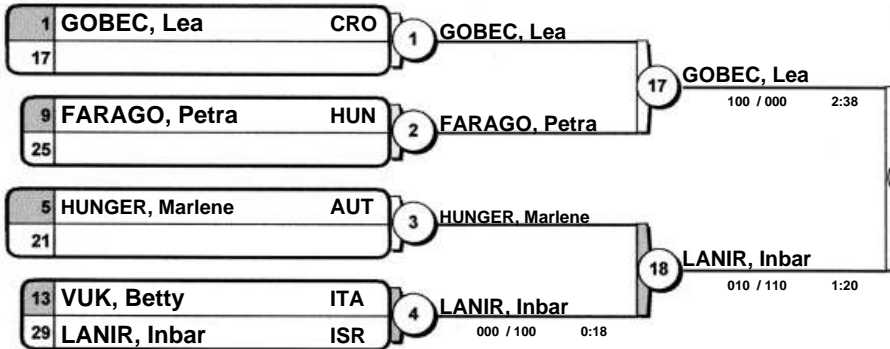 1 GOBEC, Lea CRO
17
1
GOBEC, Lea
9 FARAGO, Petra HUN
25
2
FARAGO, Petra
17
GOBEC, Lea
100 / 000 2:38
5 HUNGER, Marlene AUT
21
3
HUNGER, Marlene
13 VUK, Betty ITA
29 LANIR, Inbar ISR
4
LANIR, Inbar
000 / 100 0:18
18
LANIR, Inbar
010 / 110 1:20